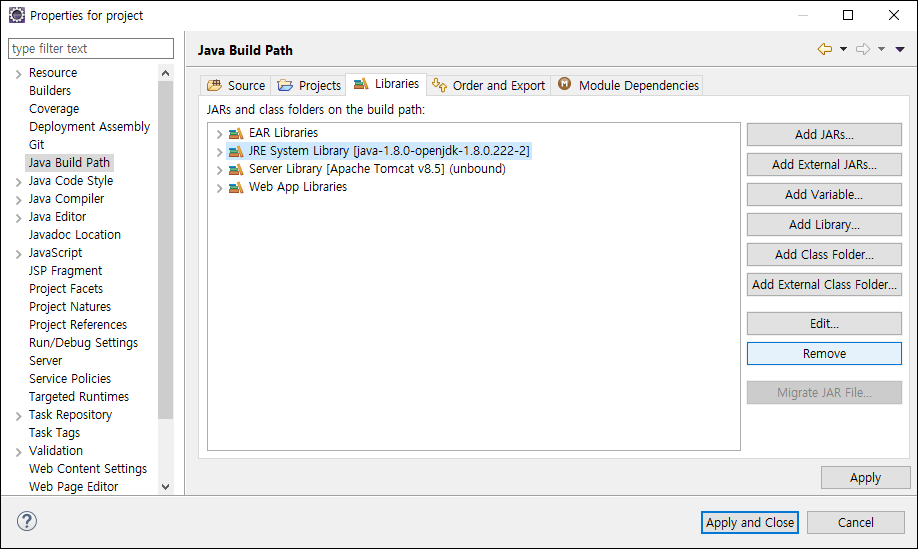 Properties for project
type filter text
Resource
Builders
Coverage
Deployment Assembly
Git
Java Build Path
Java Code Style
Java Compiler
Java Editor
Javadoc Location
JavaScript
JSP Fragment
Project Facets
Project Natures
Project References
Run/Debug Settings
Server
Service Policies
Targeted Runtimes
Task Repository
Task Tags
Validation
Web Content Settings
Web Page Editor
Java Build Path
Source
Projects
Libraries
Order and Export
M
Module Dependencies
JARs and class folders on the build path:
EAR Libraries
JRE System Library [java-1.8.0-openjdk-1.8.0.222-2]
Server Library [Apache Tomcat v8.5] (unbound)
Web App Libraries
Add JARs...
Add External JARs...
Add Variable...
Add Library...
Add Class Folder...
Add External Class Folder...
Edit...
Remove
Migrate JAR File...
Apply
?
Apply and Close
Cancel